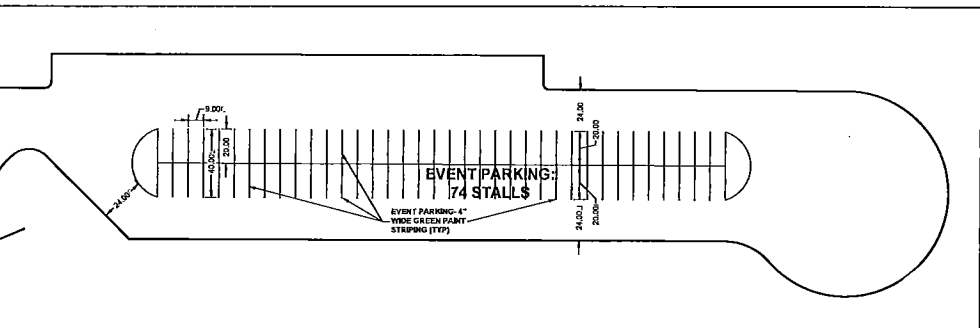 9.00'
40.00'
20.00
24.00
20.00
24.00'
EVENT PARKING:
74 STALLS
EVENT PARKING- 4"
WIDE GREEN PAINT
STRIPING (TYP)
24.00'
20.00'